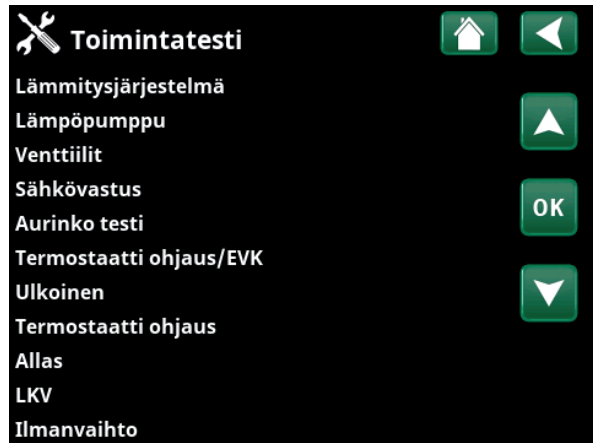 Toimintatesti
Lämmitysjärjestelmä
Lämpöpumppu
Venttiilit
Sähkövastus
OK
Aurinko testi
Termostaatti ohjaus/EVK
Ulkoinen
Termostaatti ohjaus
Allas
LKV
Ilmanvaihto